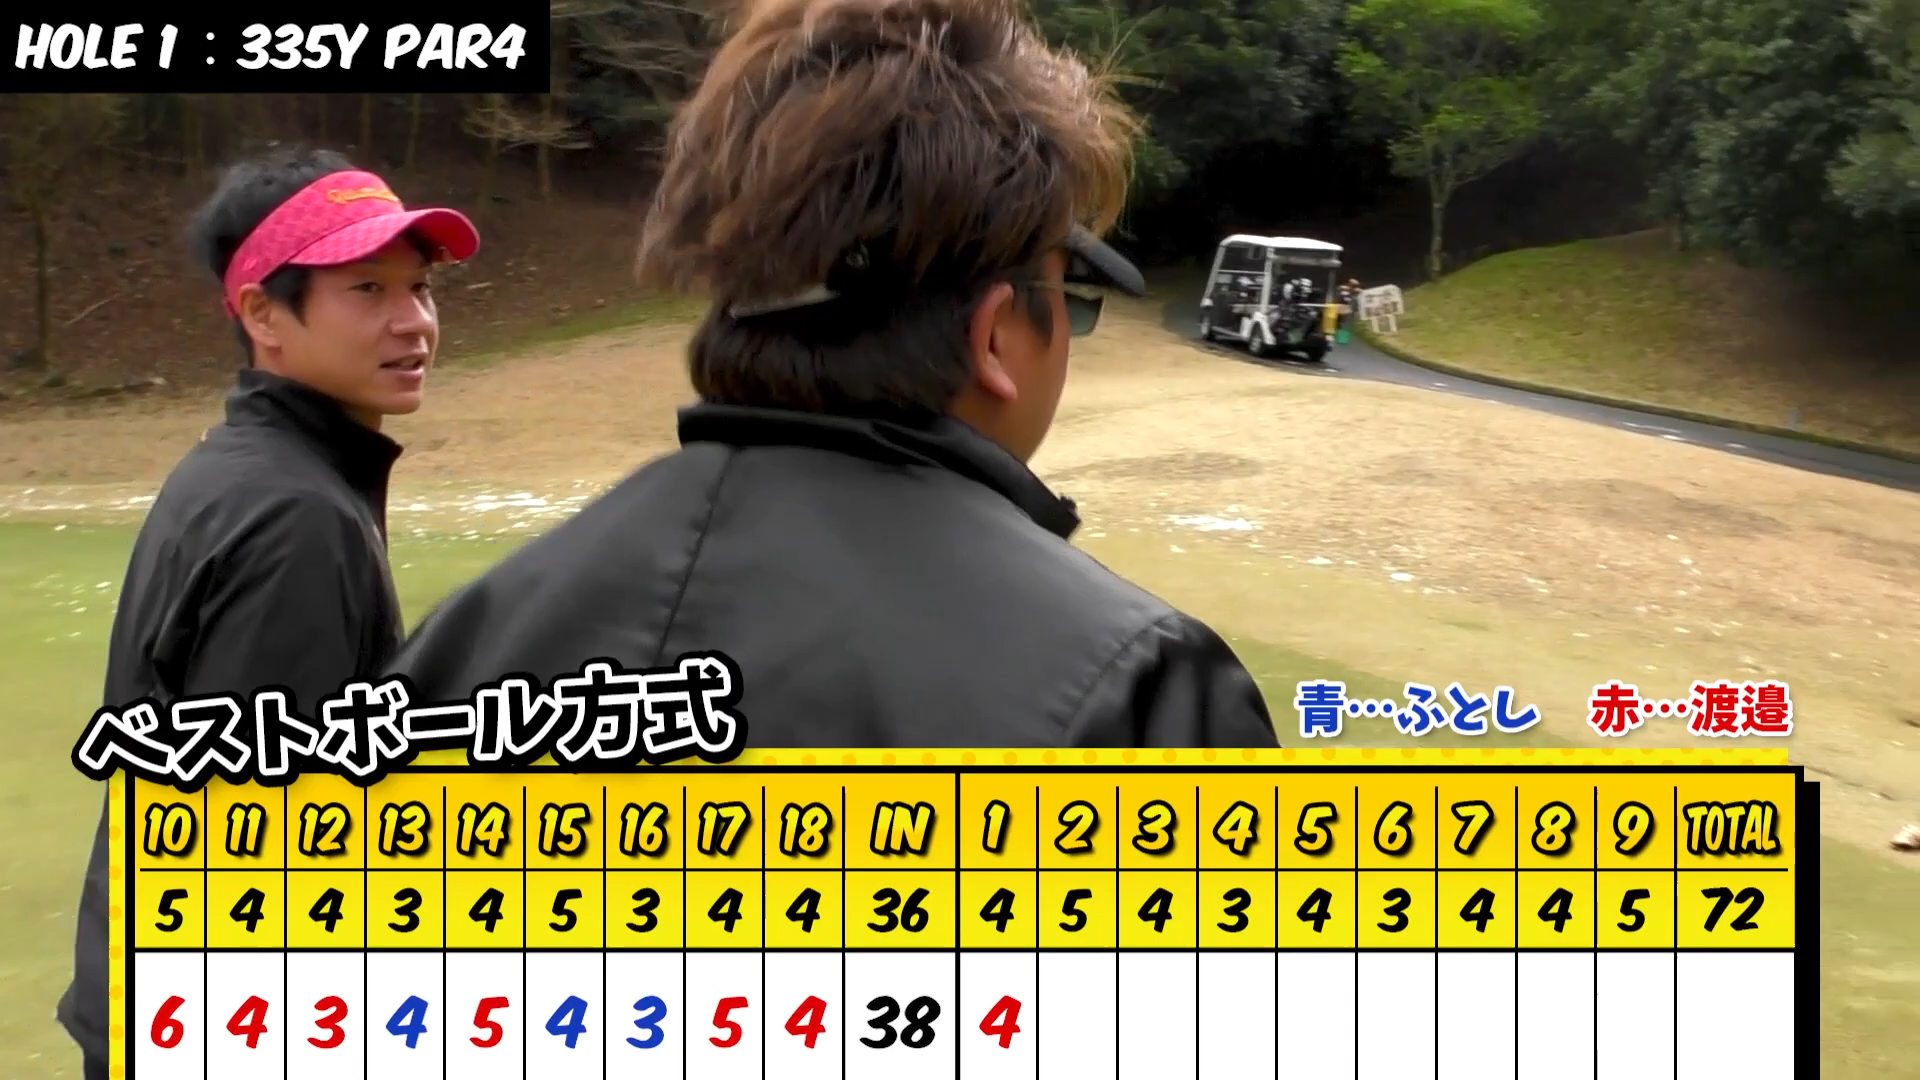 HOLE 1：335Y PAR4
ベストボール方式
青…ふとし　赤…渡邉
10 11 12 13 14 15 16 17 18 IN 1 2 3 4 5 6 7 8 9 TOTAL
5 4 4 3 4 5 3 4 4 36 4 5 4 3 4 3 4 4 5 72
6 4 3 4 5 4 3 5 4 38 4